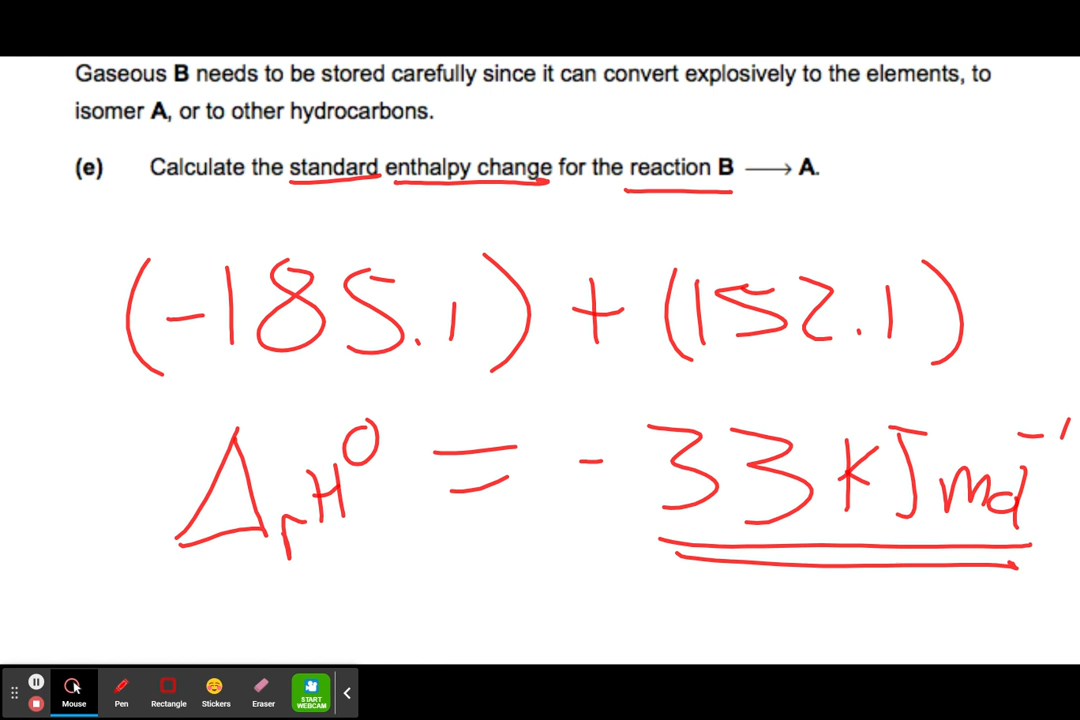 Gaseous B needs to be stored carefully since it can convert explosively to the elements, to
isomer A, or to other hydrocarbons.
(e) Calculate the standard enthalpy change for the reaction B ⟶ A.
(-185.1) + (152.1)
ΔrH⁰ = - 33 kJ mol⁻¹
Mouse Pen Rectangle Stickers Eraser START
WEBCAM